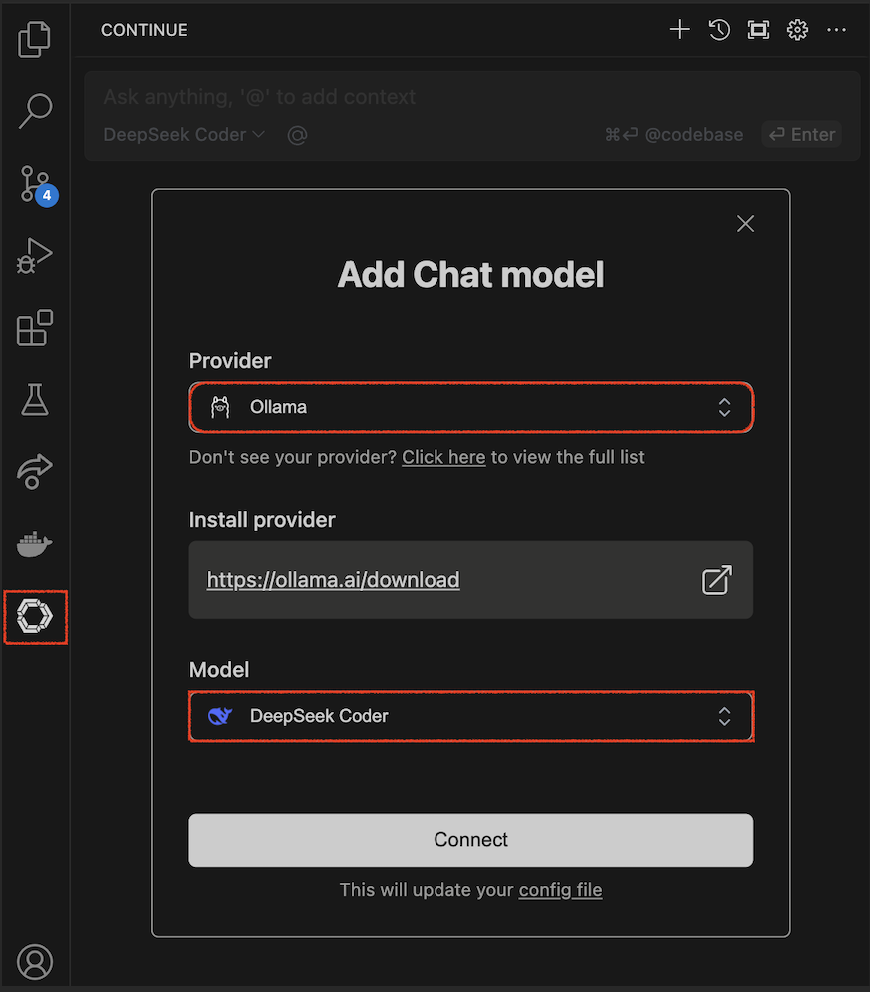 CONTINUE
Ask anything, '@' to add context
DeepSeek Coder
@
⌘⏎ @codebase
⏎ Enter
4
Add Chat model
Provider
Ollama
Don't see your provider? Click here to view the full list
Install provider
https://ollama.ai/download
Model
DeepSeek Coder
Connect
This will update your config file